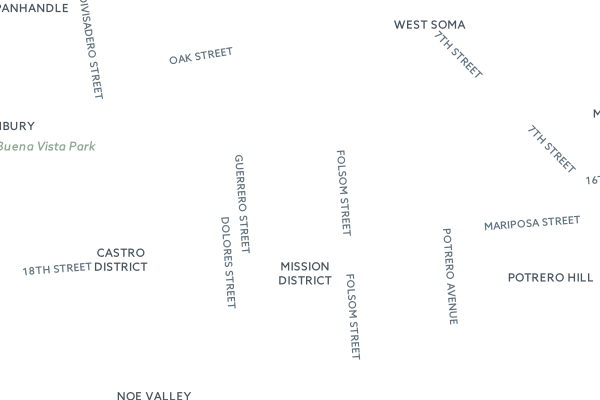 PANHANDLE
DIVISADERO STREET
OAK STREET
WEST SOMA
7TH STREET
Buena Vista Park
7TH STREET
GUERRERO STREET
FOLSOM STREET
DOLORES STREET
MARIPOSA STREET
POTRERO AVENUE
CASTRO
DISTRICT
18TH STREET
MISSION
DISTRICT
FOLSOM STREET
POTRERO HILL
NOE VALLEY